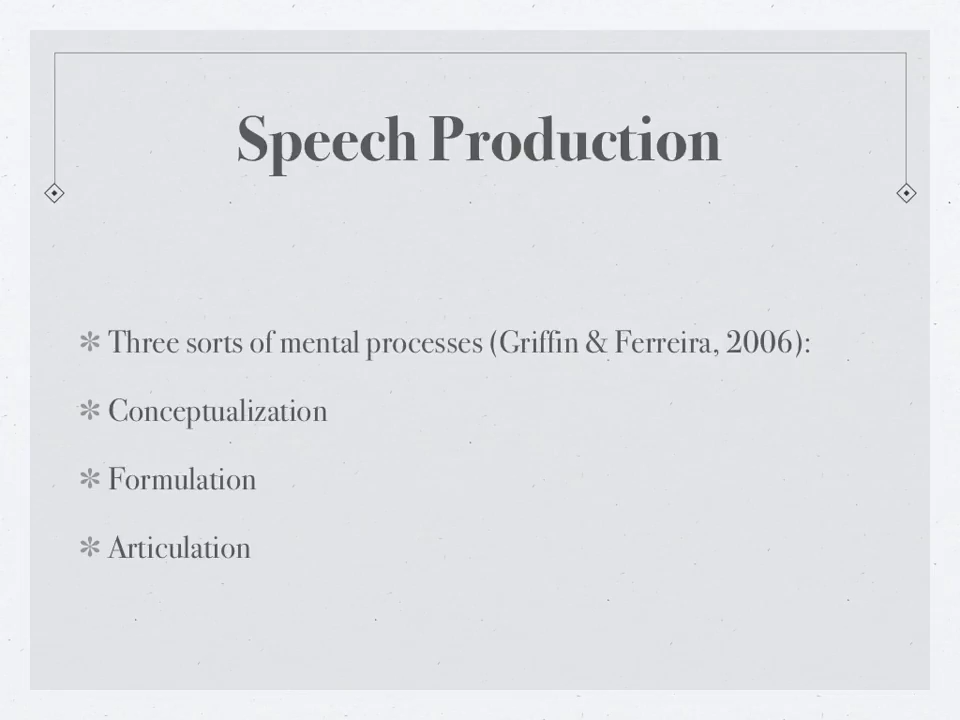 Speech Production
✻ Three sorts of mental processes (Griffin & Ferreira, 2006):
✻ Conceptualization
✻ Formulation
✻ Articulation